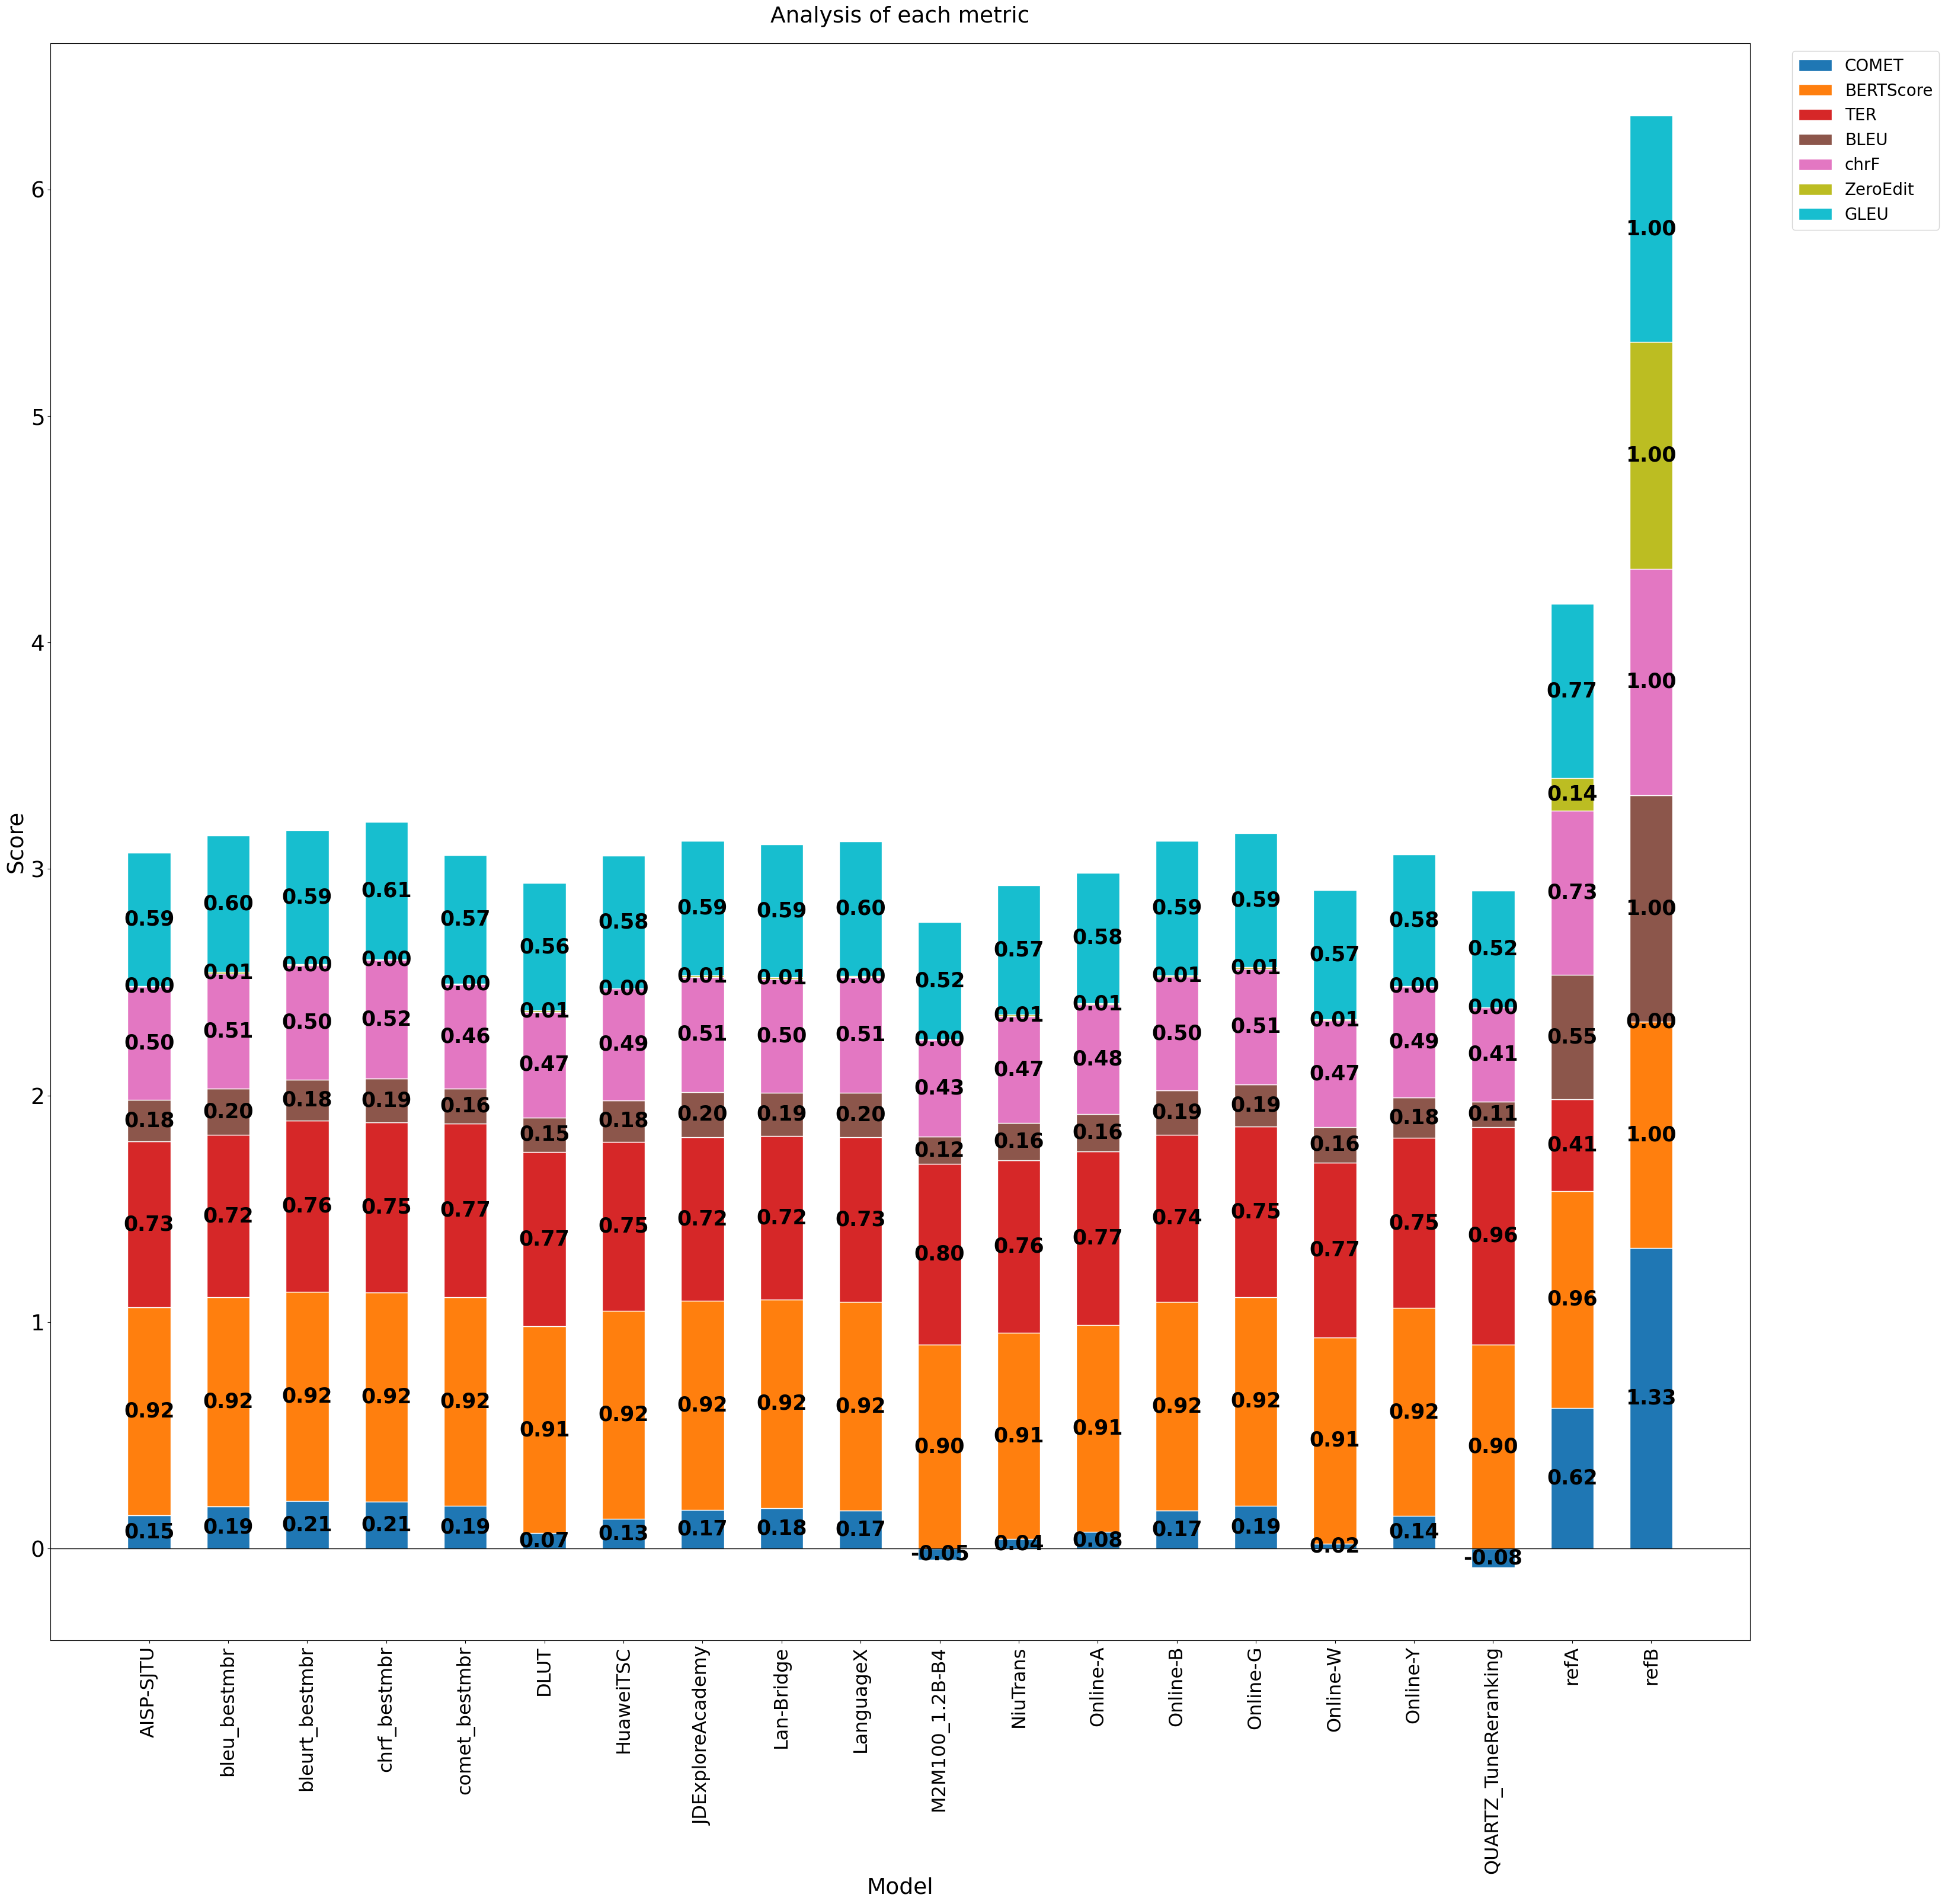 Analysis of each metric
COMET
BERTScore
TER
BLEU
chrF
ZeroEdit
GLEU
Score
6
5
4
3
2
1
0
0.59 0.60 0.59 0.61 0.57 0.56 0.58 0.59 0.59 0.60 0.52 0.57 0.58 0.59 0.59 0.57 0.58 0.52 0.77 1.00
0.00 0.01 0.00 0.00 0.00 0.01 0.00 0.01 0.01 0.00 0.00 0.01 0.01 0.01 0.01 0.01 0.00 0.00 0.14 1.00
0.50 0.51 0.50 0.52 0.46 0.47 0.49 0.51 0.50 0.51 0.43 0.47 0.48 0.50 0.51 0.47 0.49 0.41 0.73 1.00
0.18 0.20 0.18 0.19 0.16 0.15 0.18 0.20 0.19 0.20 0.12 0.16 0.16 0.19 0.19 0.16 0.18 0.11 0.55 1.00
0.73 0.72 0.76 0.75 0.77 0.77 0.75 0.72 0.72 0.73 0.80 0.76 0.77 0.74 0.75 0.77 0.75 0.96 0.41 0.00
0.92 0.92 0.92 0.92 0.92 0.91 0.92 0.92 0.92 0.92 0.90 0.91 0.91 0.92 0.92 0.91 0.92 0.90 0.96 1.00
0.15 0.19 0.21 0.21 0.19 0.07 0.13 0.17 0.18 0.17 -0.05 0.04 0.08 0.17 0.19 0.02 0.14 -0.08 0.62 1.33
AISP-SJTU
bleu_bestmbr
bleurt_bestmbr
chrf_bestmbr
comet_bestmbr
DLUT
HuaweiTSC
JDExploreAcademy
Lan-Bridge
LanguageX
M2M100_1.2B-B4
NiuTrans
Online-A
Online-B
Online-G
Online-W
Online-Y
QUARTZ_TuneReranking
refA
refB
Model